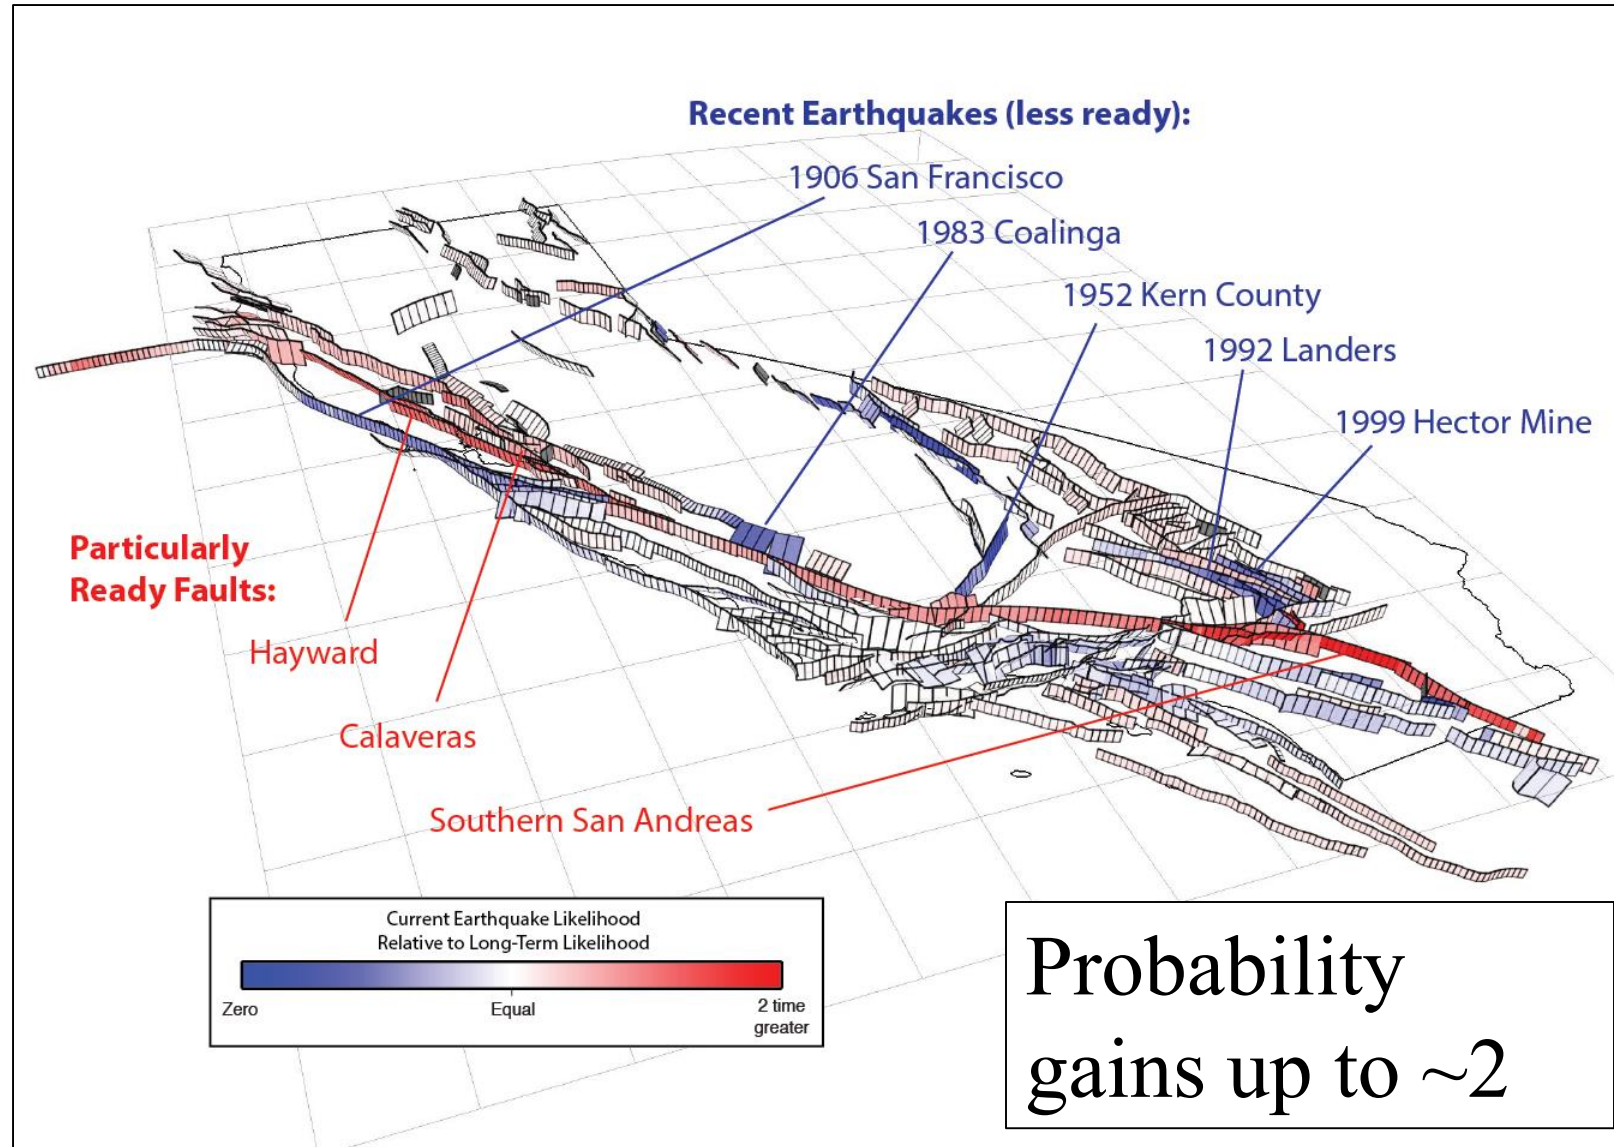 Recent Earthquakes (less ready):
1906 San Francisco
1983 Coalinga
1952 Kern County
1992 Landers
1999 Hector Mine
Particularly
Ready Faults:
Hayward
Calaveras
Southern San Andreas
Current Earthquake Likelihood
Relative to Long-Term Likelihood
Zero
Equal
2 time
greater
Probability
gains up to ~2